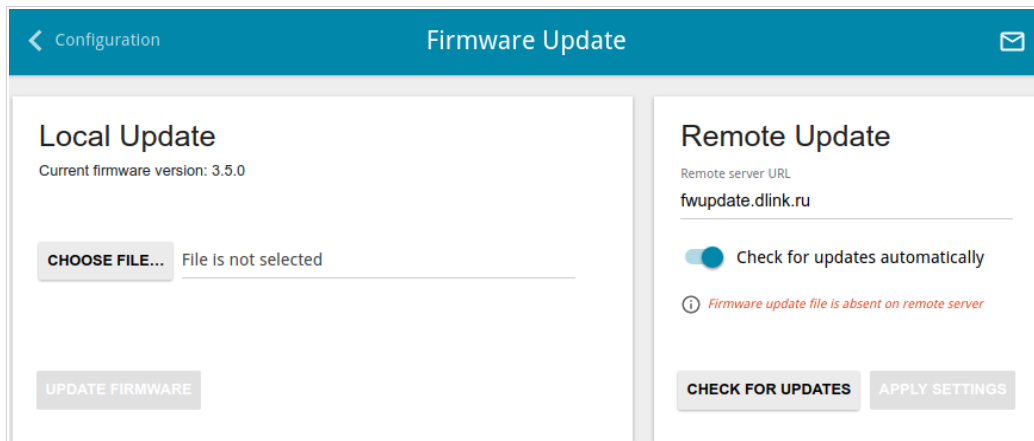 Configuration
Firmware Update
Local Update
Current firmware version: 3.5.0
CHOOSE FILE... File is not selected
UPDATE FIRMWARE
Remote Update
Remote server URL
fwupdate.dlink.ru
Check for updates automatically
Firmware update file is absent on remote server
CHECK FOR UPDATES APPLY SETTINGS